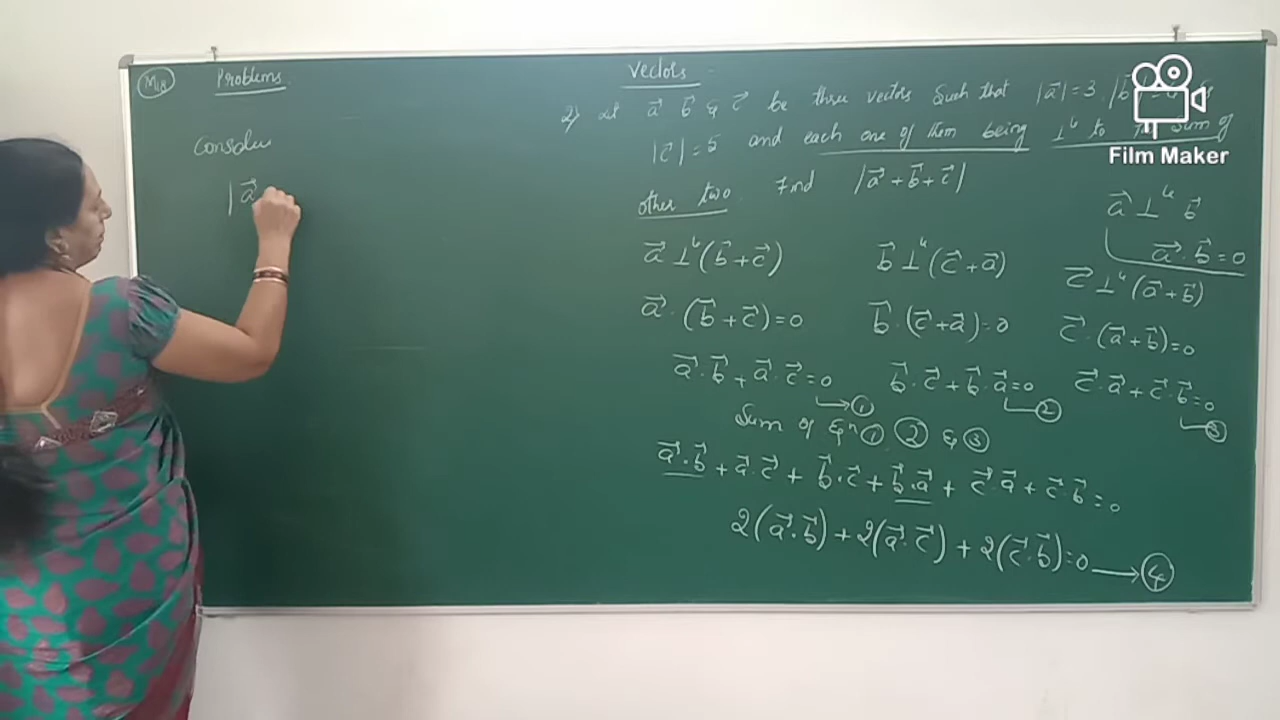 Problems
Vectors
2) Let a⃗ b⃗ & c⃗ be three vectors Such that |a⃗|=3, |b⃗|=4 &
|c⃗|=5 and each one of them being ⊥ʳ to the sum of
other two. Find |a⃗+b⃗+c⃗|
Film Maker
Consider
|a⃗
a⃗ ⊥ʳ b⃗
a⃗·b⃗=0
a⃗ ⊥ʳ (b⃗+c⃗) b⃗ ⊥ʳ (c⃗+a⃗) c⃗ ⊥ʳ (a⃗+b⃗)
a⃗·(b⃗+c⃗)=0 b⃗·(c⃗+a⃗)=0 c⃗·(a⃗+b⃗)=0
a⃗·b⃗+a⃗·c⃗=0 →① b⃗·c⃗+b⃗·a⃗=0 →② c⃗·a⃗+c⃗·b⃗=0 →③
Sum of Eqⁿ ① ② & ③
a⃗·b⃗+a⃗·c⃗+b⃗·c⃗+b⃗·a⃗+c⃗·a⃗+c⃗·b⃗=0
2(a⃗·b⃗)+2(a⃗·c⃗)+2(c⃗·b⃗)=0 →④